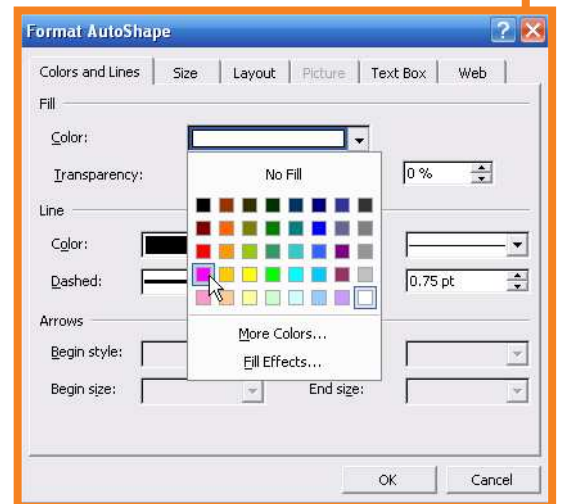 Format AutoShape
Colors and Lines Size Layout Picture Text Box Web
Fill
Color:
Transparency: 0 %
No Fill
Line
Color:
Dashed: 0.75 pt
More Colors...
Fill Effects...
Arrows
Begin style:
Begin size: End size:
OK Cancel